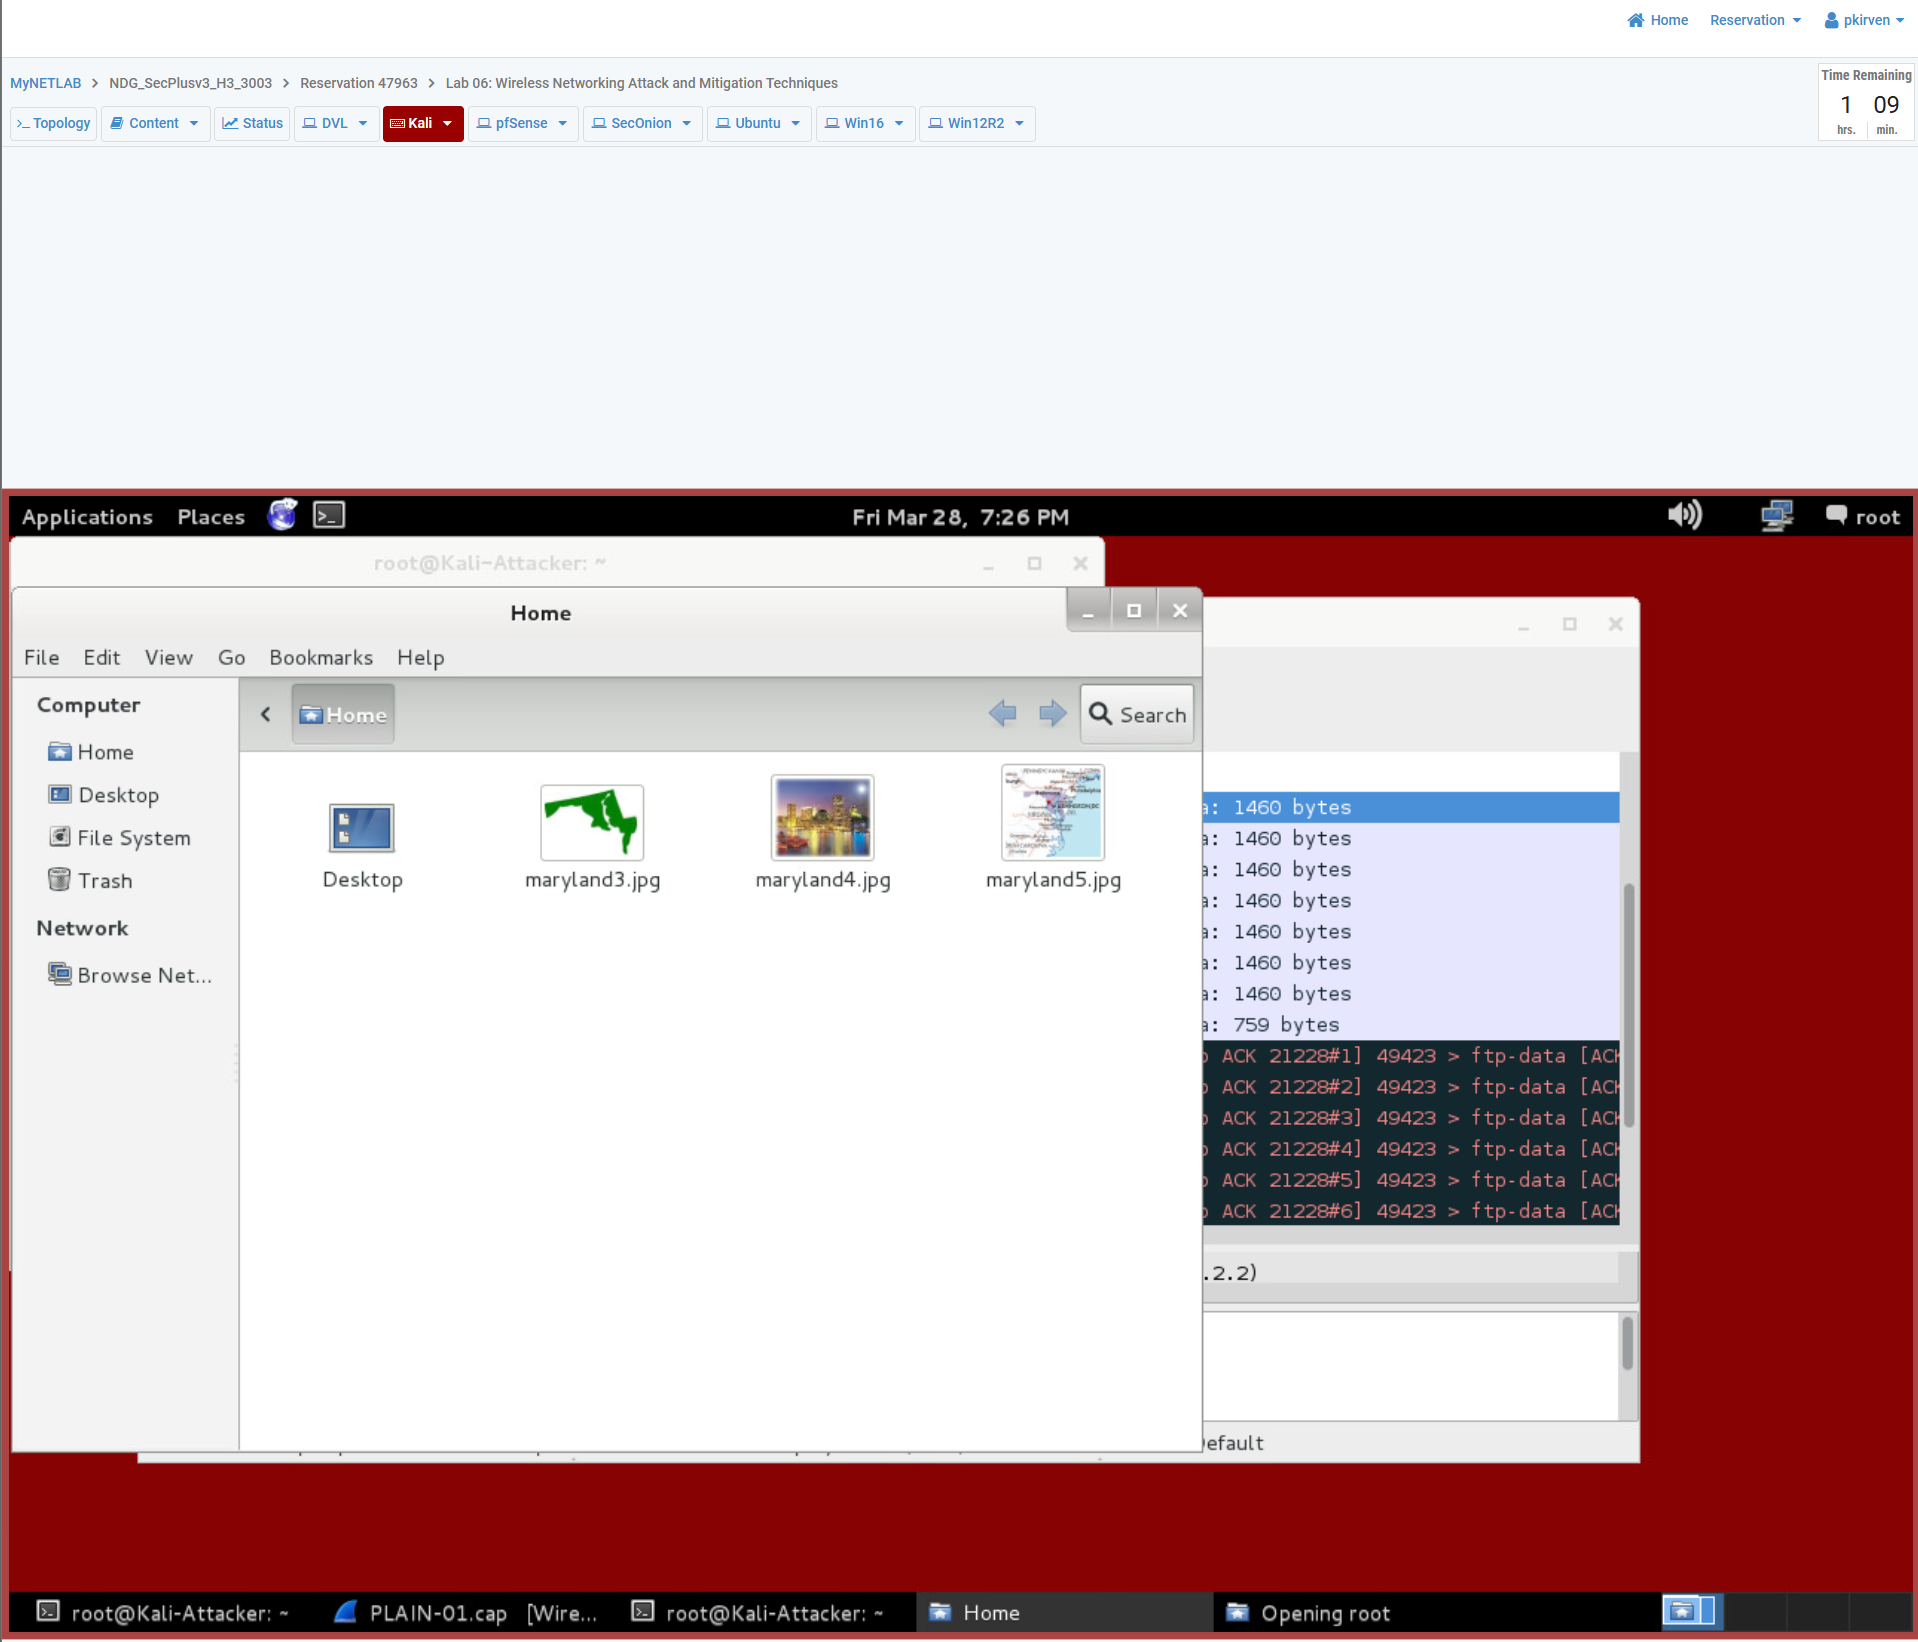 Home Reservation pkirven
MyNETLAB > NDG_SecPlusv3_H3_3003 > Reservation 47963 > Lab 06: Wireless Networking Attack and Mitigation Techniques
Time Remaining
1 09
hrs. min.
>_ Topology Content Status DVL Kali pfSense SecOnion Ubuntu Win16 Win12R2
Applications Places Fri Mar 28, 7:26 PM root
root@Kali-Attacker: ~
Home
File Edit View Go Bookmarks Help
Computer
Home
Desktop
File System
Trash
Network
Browse Net...
Home Search
Desktop maryland3.jpg maryland4.jpg maryland5.jpg
a: 1460 bytes
a: 1460 bytes
a: 1460 bytes
a: 1460 bytes
a: 1460 bytes
a: 1460 bytes
a: 1460 bytes
a: 759 bytes
ACK 21228#1] 49423 > ftp-data [ACK
ACK 21228#2] 49423 > ftp-data [ACK
ACK 21228#3] 49423 > ftp-data [ACK
ACK 21228#4] 49423 > ftp-data [ACK
ACK 21228#5] 49423 > ftp-data [ACK
ACK 21228#6] 49423 > ftp-data [ACK
.2.2)
efault
root@Kali-Attacker: ~ PLAIN-01.cap [Wire... root@Kali-Attacker: ~ Home Opening root